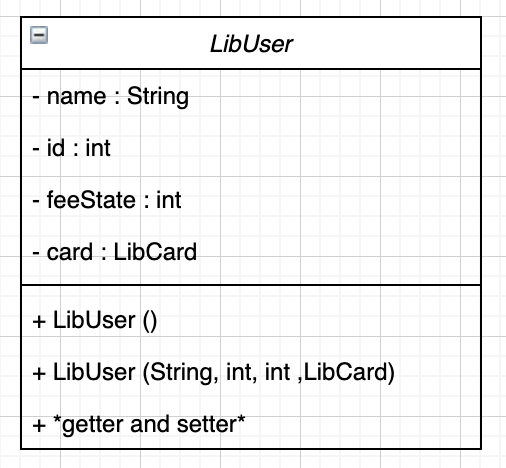 LibUser
- name : String
- id : int
- feeState : int
- card : LibCard
+ LibUser ()
+ LibUser (String, int, int ,LibCard)
+ *getter and setter*